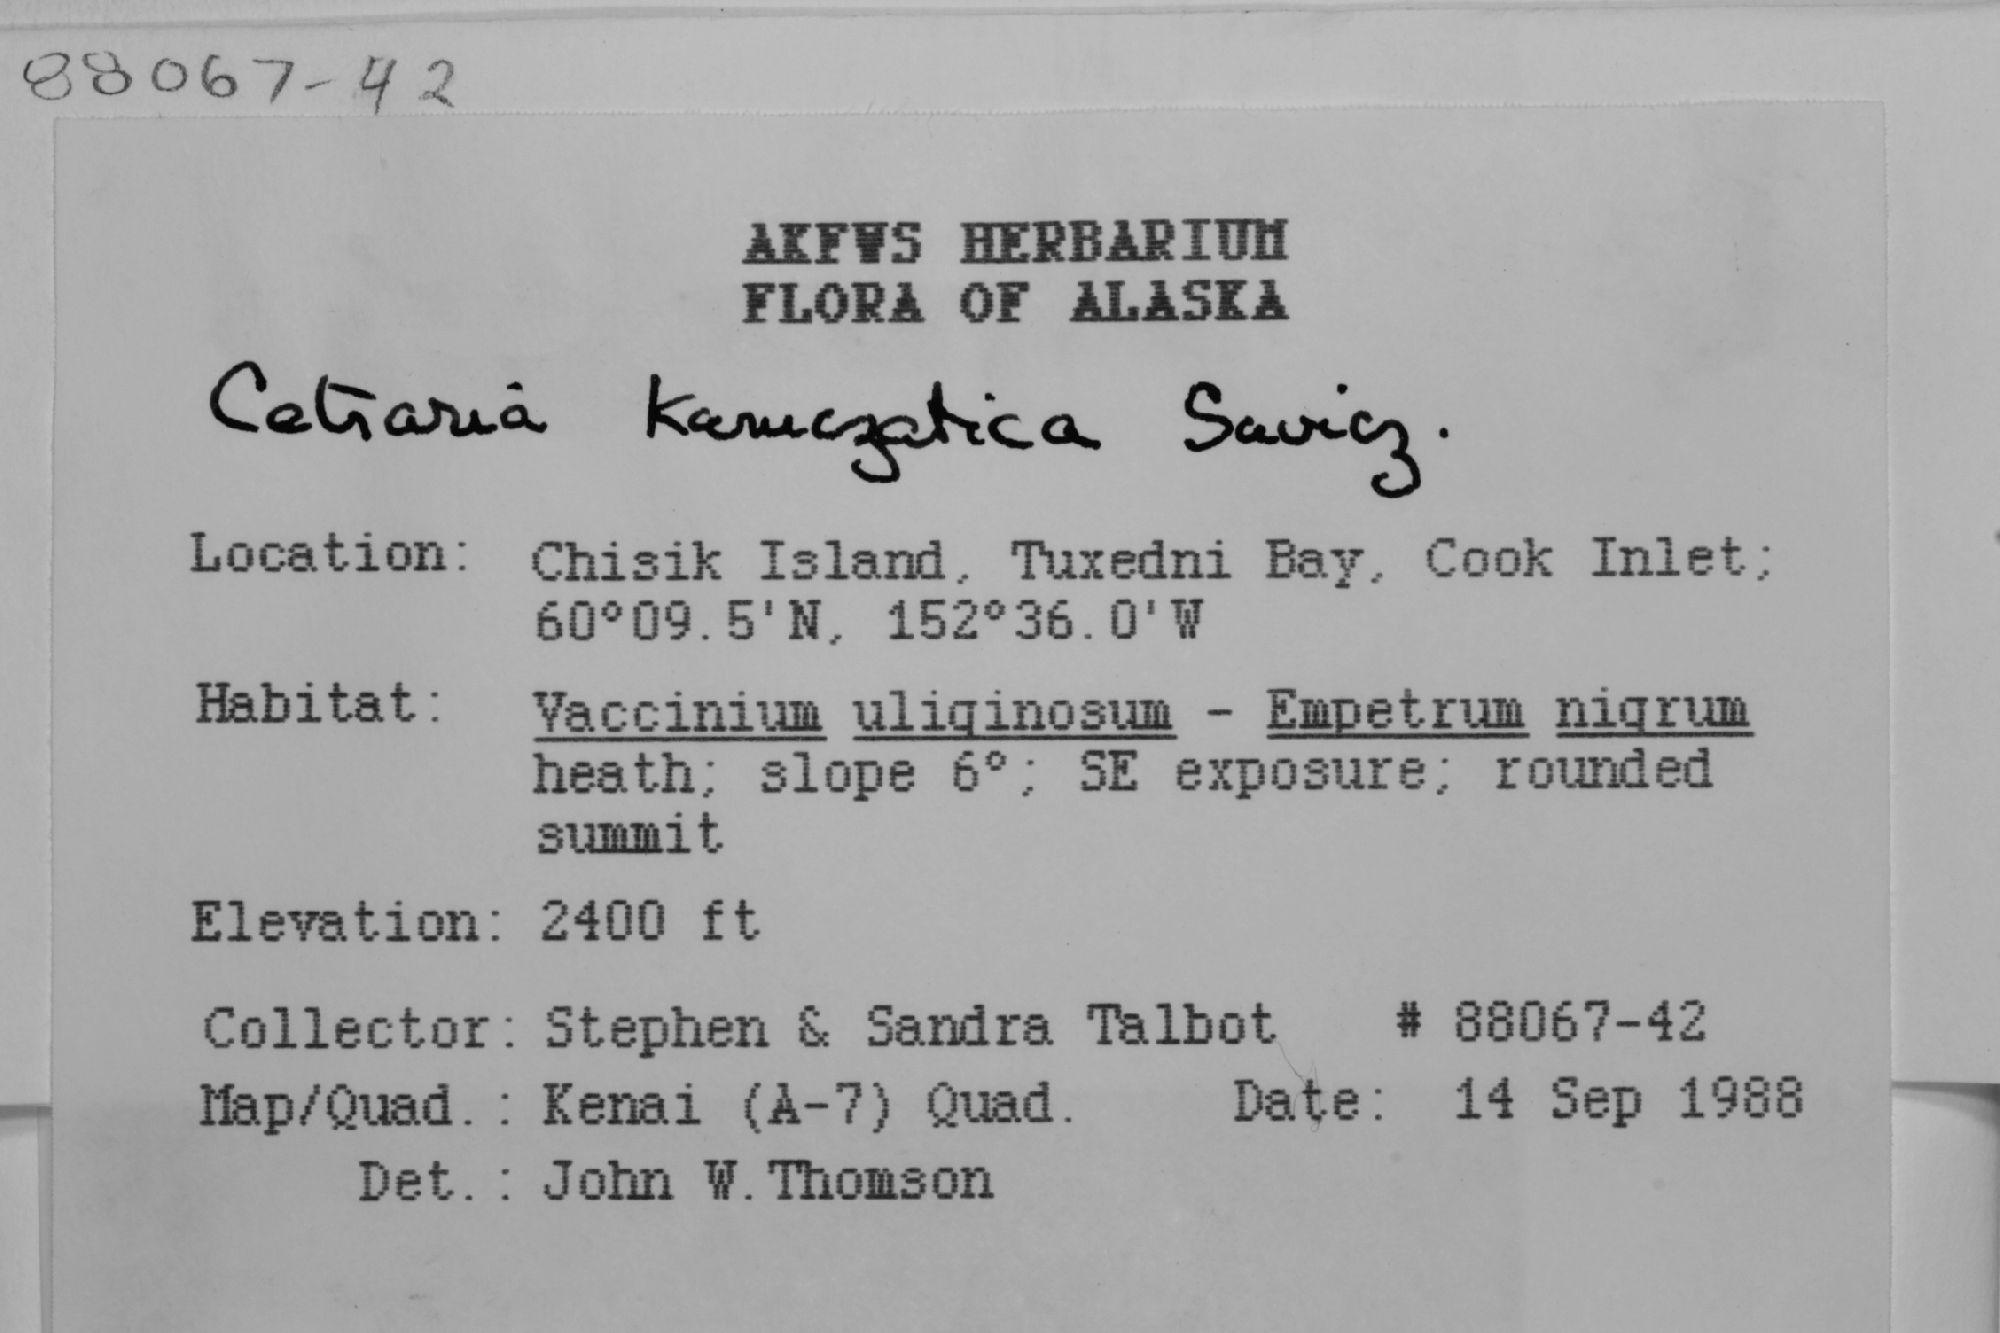 88067-42
AKFWS HERBARIUM
FLORA OF ALASKA
Cetraria Kamczatica Savicz.
Location: Chisik Island, Tuxedni Bay, Cook Inlet;
60°09.5'N, 152°36.0'W
Habitat: Vaccinium uliginosum - Empetrum nigrum
heath; slope 6°; SE exposure; rounded
summit
Elevation: 2400 ft
Collector: Stephen & Sandra Talbot # 88067-42
Map/Quad.: Kenai (A-7) Quad. Date: 14 Sep 1988
Det.: John W. Thomson